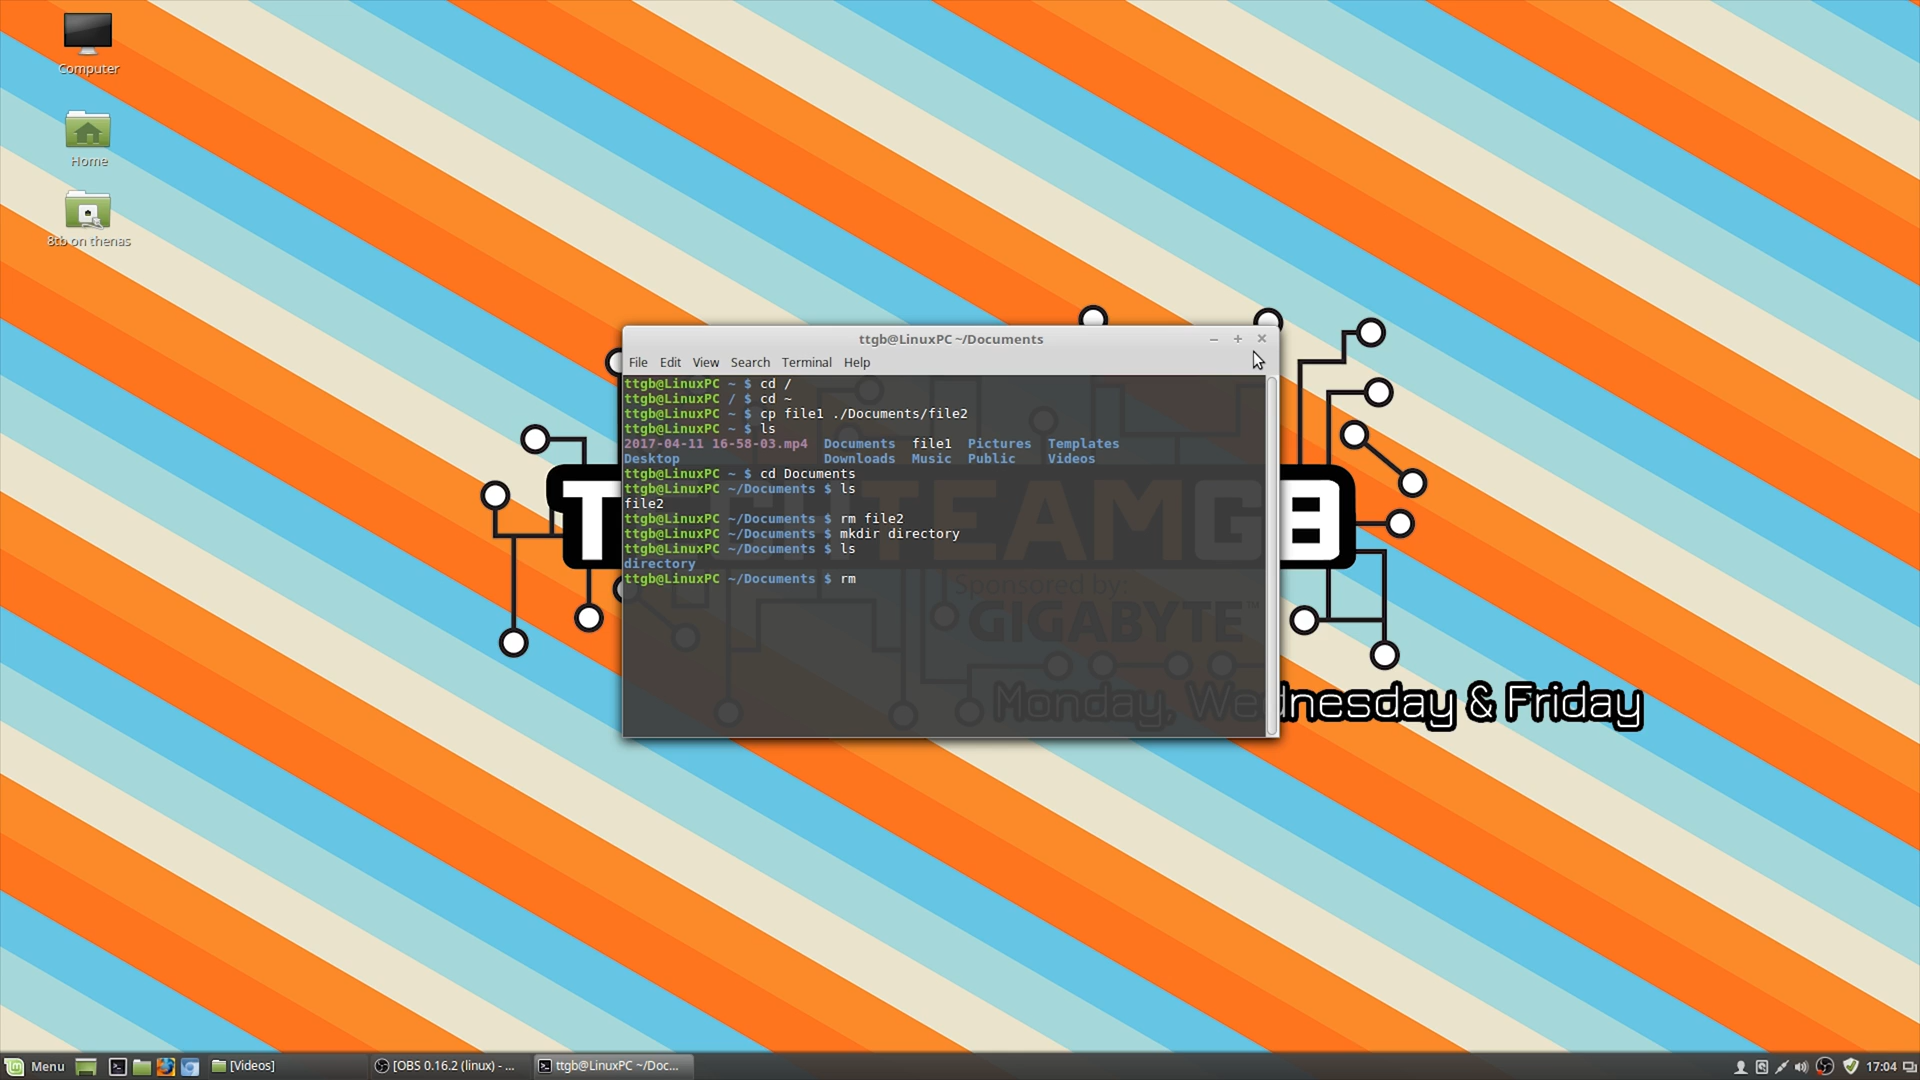 Computer
Home
8tb on thenas
ttgb@LinuxPC ~/Documents
File Edit View Search Terminal Help
ttgb@LinuxPC ~ $ cd /
ttgb@LinuxPC / $ cd ~
ttgb@LinuxPC ~ $ cp file1 ./Documents/file2
ttgb@LinuxPC ~ $ ls
2017-04-11 16-58-03.mp4 Documents file1 Pictures Templates
Desktop Downloads Music Public Videos
ttgb@LinuxPC ~ $ cd Documents
ttgb@LinuxPC ~/Documents $ ls
file2
ttgb@LinuxPC ~/Documents $ rm file2
ttgb@LinuxPC ~/Documents $ mkdir directory
ttgb@LinuxPC ~/Documents $ ls
directory
ttgb@LinuxPC ~/Documents $ rm
TEAMGB
Sponsored by:
GIGABYTE™
Monday, Wednesday & Friday
Menu [Videos] [OBS 0.16.2 (linux) - ... ttgb@LinuxPC ~/Doc... 17:04